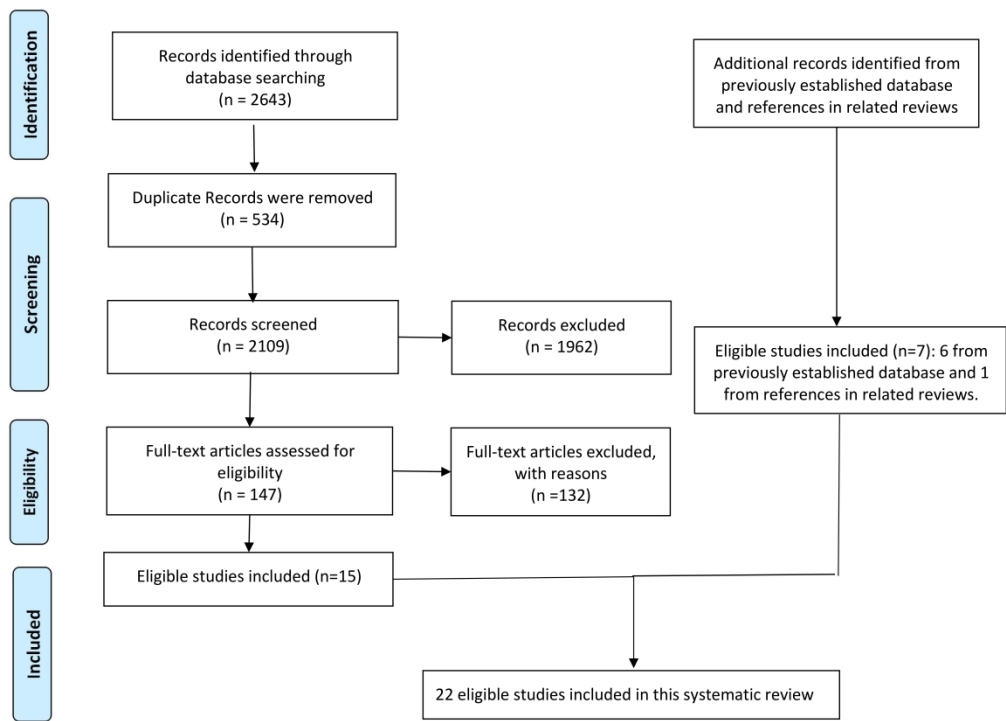 Identification
Records identified through
database searching
(n = 2643)
Additional records identified from
previously established database
and references in related reviews
Screening
Duplicate Records were removed
(n = 534)
Records screened
(n = 2109)
Records excluded
(n = 1962)
Eligible studies included (n=7): 6 from
previously established database and 1
from references in related reviews.
Eligibility
Full-text articles assessed for
eligibility
(n = 147)
Full-text articles excluded,
with reasons
(n =132)
Included
Eligible studies included (n=15)
22 eligible studies included in this systematic review